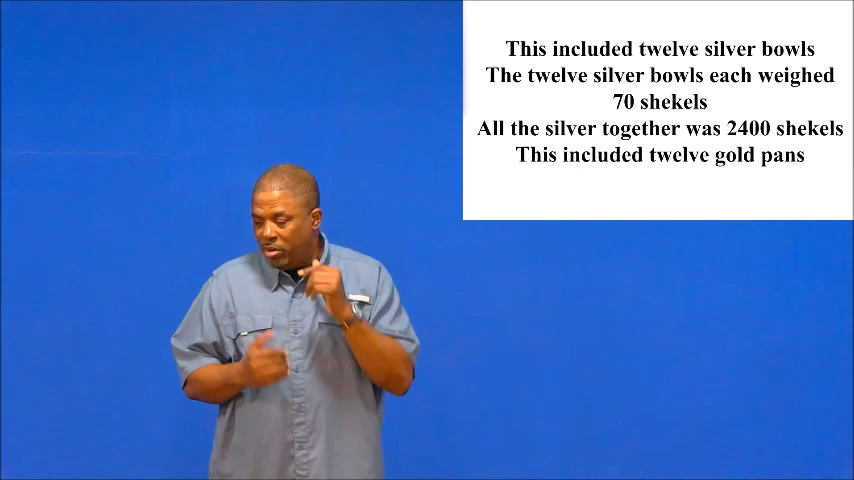 This included twelve silver bowls
The twelve silver bowls each weighed
70 shekels
All the silver together was 2400 shekels
This included twelve gold pans